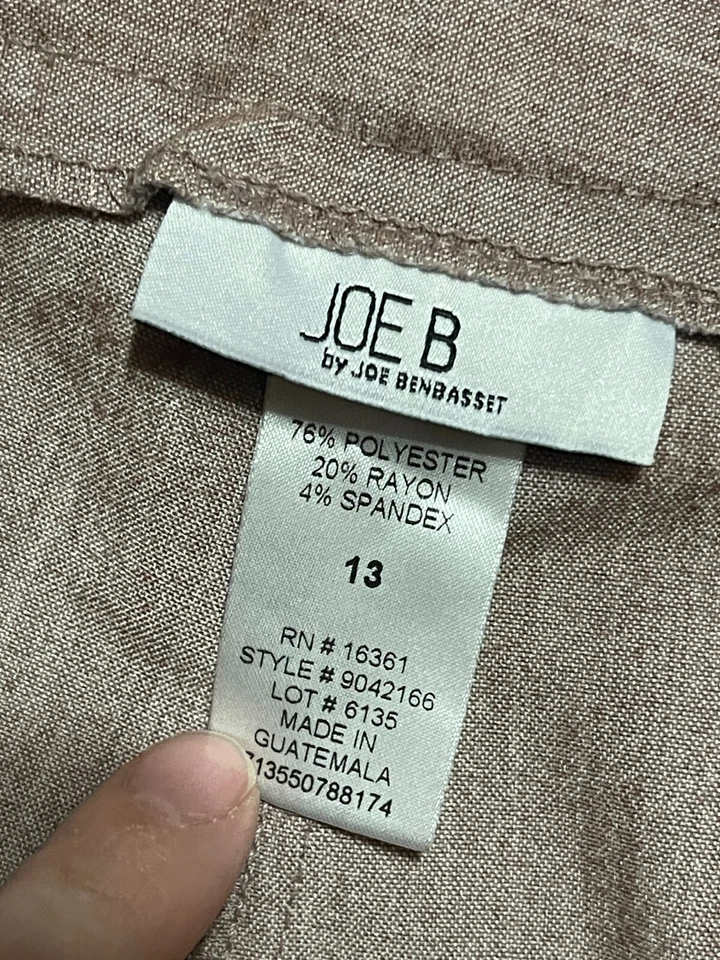 JOE B
by JOE BENBASSET
76% POLYESTER
20% RAYON
4% SPANDEX
13
RN # 16361
STYLE # 9042166
LOT # 6135
MADE IN
GUATEMALA
713550788174